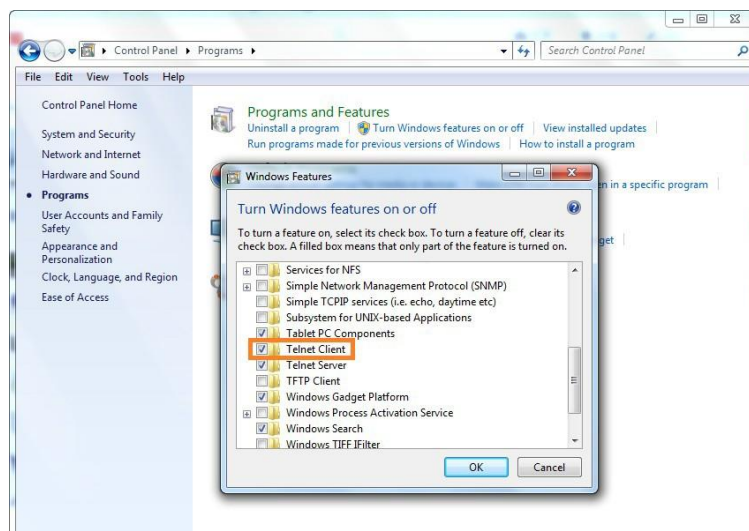 Control Panel Programs
Search Control Panel
File Edit View Tools Help
Control Panel Home
System and Security
Network and Internet
Hardware and Sound
Programs
User Accounts and Family
Safety
Appearance and
Personalization
Clock, Language, and Region
Ease of Access
Programs and Features
Uninstall a program Turn Windows features on or off View installed updates
Run programs made for previous versions of Windows How to install a program
in a specific program
get
Windows Features
Turn Windows features on or off
To turn a feature on, select its check box. To turn a feature off, clear its
check box. A filled box means that only part of the feature is turned on.
Services for NFS
Simple Network Management Protocol (SNMP)
Simple TCPIP services (i.e. echo, daytime etc)
Subsystem for UNIX-based Applications
Tablet PC Components
Telnet Client
Telnet Server
TFTP Client
Windows Gadget Platform
Windows Process Activation Service
Windows Search
Windows TIFF IFilter
OK Cancel